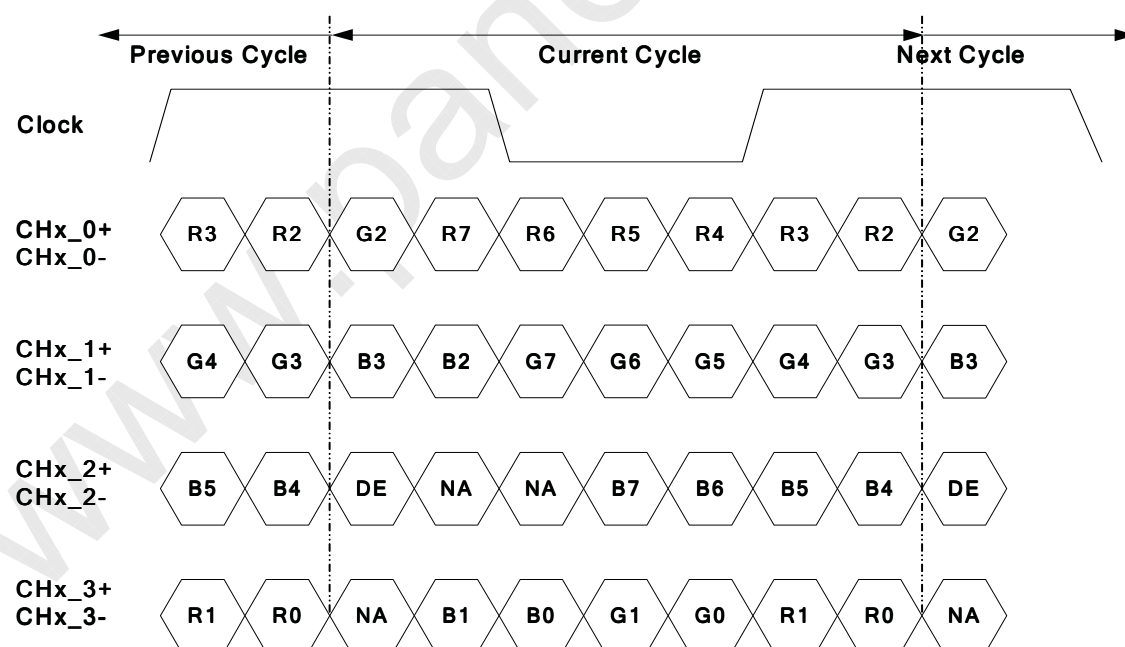 Previous Cycle Current Cycle Next Cycle
Clock
CHx_0+ R3 R2 G2 R7 R6 R5 R4 R3 R2 G2
CHx_0-
CHx_1+ G4 G3 B3 B2 G7 G6 G5 G4 G3 B3
CHx_1-
CHx_2+ B5 B4 DE NA NA B7 B6 B5 B4 DE
CHx_2-
CHx_3+ R1 R0 NA B1 B0 G1 G0 R1 R0 NA
CHx_3-
www.pan